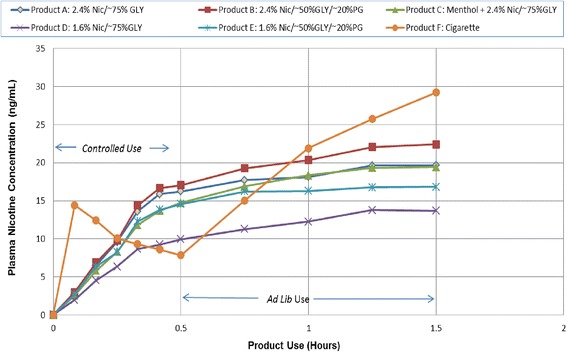 Product A: 2.4% Nic/~75% GLY
Product B: 2.4% Nic/~50%GLY/~20%PG
Product C: Menthol + 2.4% Nic/~75%GLY
Product D: 1.6% Nic/~75%GLY
Product E: 1.6% Nic/~50%GLY/~20%PG
Product F: Cigarette
Plasma Nicotine Concentration (ng/mL)
35
30
25
20
15
10
5
0
Controlled Use
Ad Lib Use
0
0.5
1
1.5
2
Product Use (Hours)